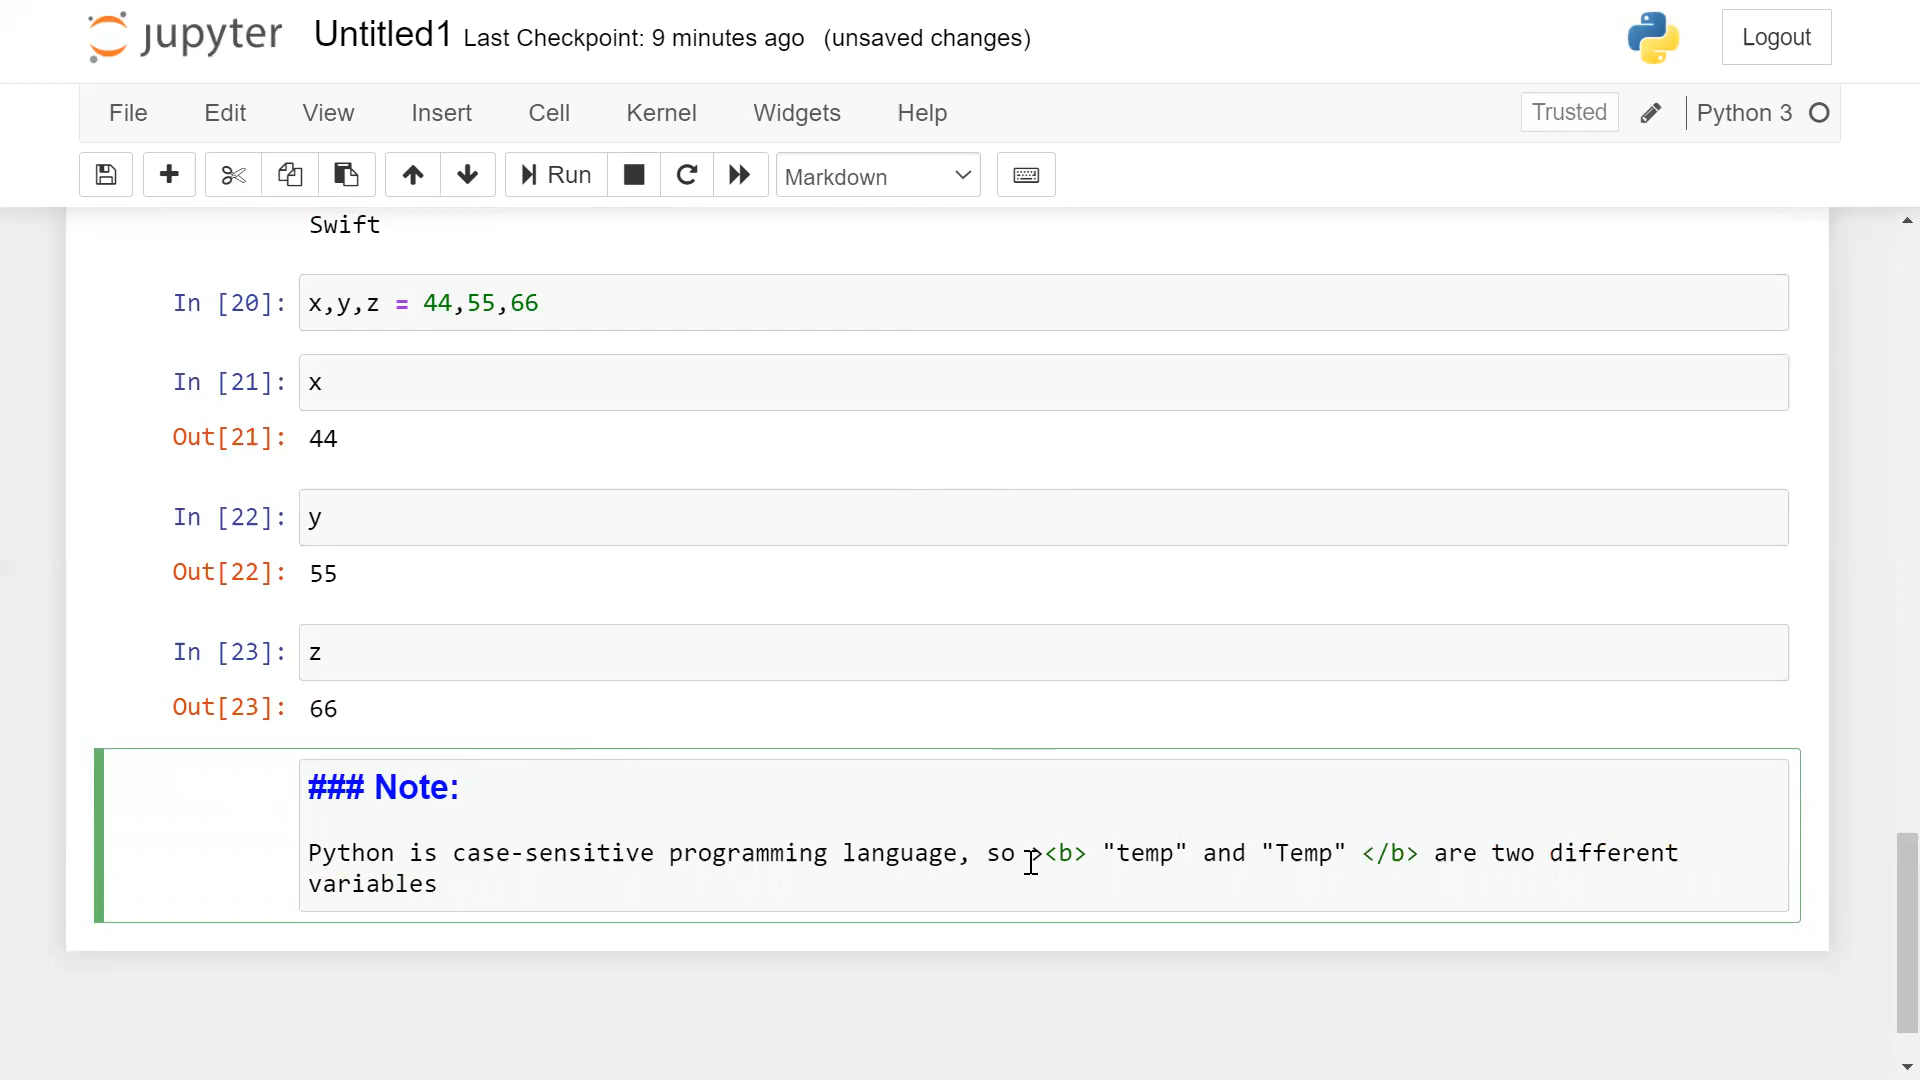 jupyter Untitled1 Last Checkpoint: 9 minutes ago (unsaved changes) Logout
File Edit View Insert Cell Kernel Widgets Help Trusted Python 3
Run Markdown
Swift
In [20]: x,y,z = 44,55,66
In [21]: x
Out[21]: 44
In [22]: y
Out[22]: 55
In [23]: z
Out[23]: 66
### Note:
Python is case-sensitive programming language, so ><b> "temp" and "Temp" </b> are two different
variables